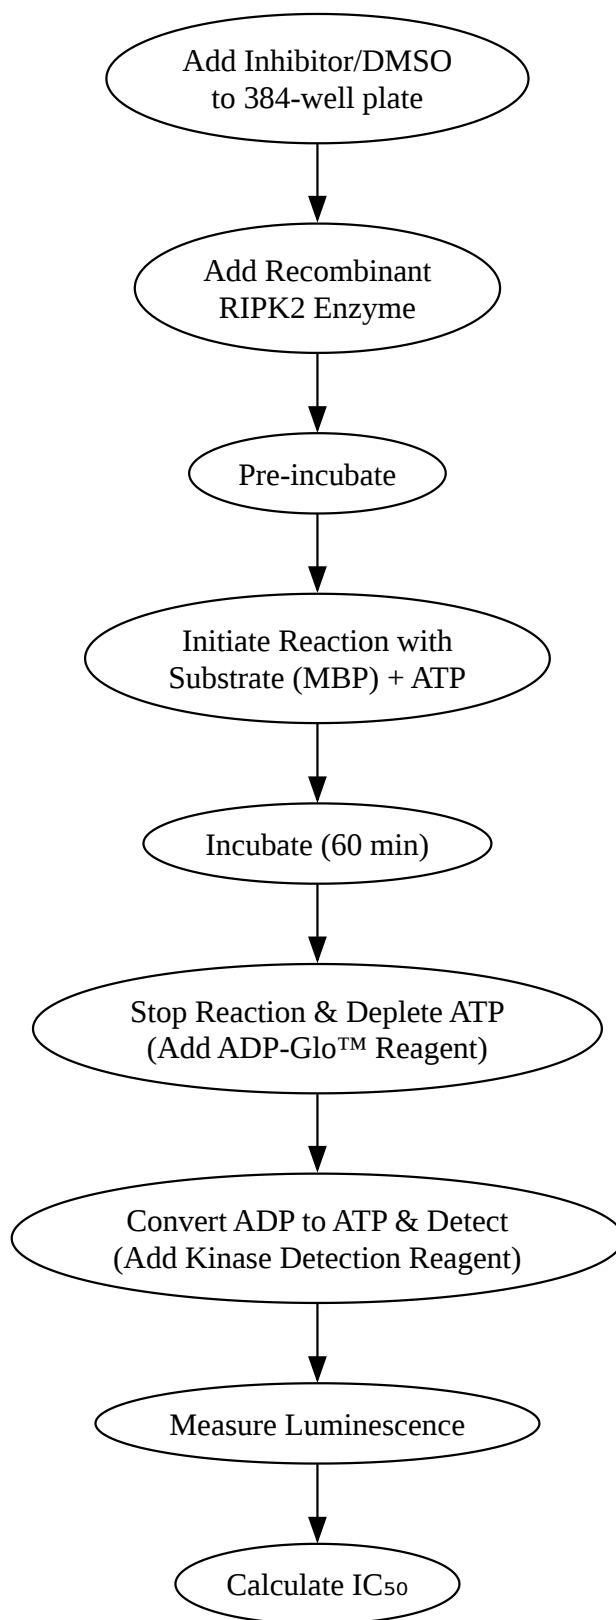 Add Inhibitor/DMSO
to 384-well plate
Add Recombinant
RIPK2 Enzyme
Pre-incubate
Initiate Reaction with
Substrate (MBP) + ATP
Incubate (60 min)
Stop Reaction & Deplete ATP
(Add ADP-Glo™ Reagent)
Convert ADP to ATP & Detect
(Add Kinase Detection Reagent)
Measure Luminescence
Calculate IC₅₀